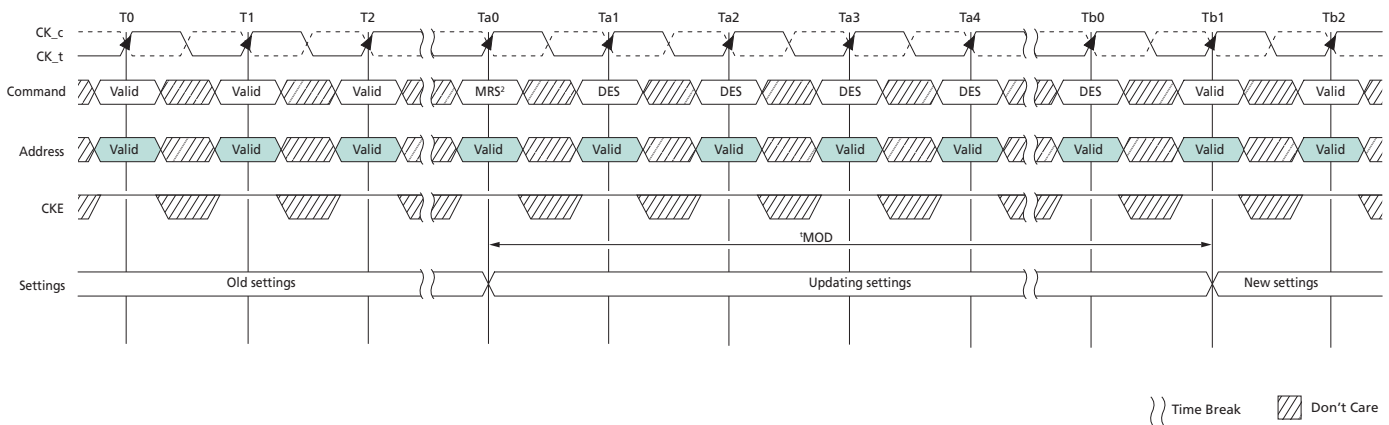 T0 T1 T2 Ta0 Ta1 Ta2 Ta3 Ta4 Tb0 Tb1 Tb2
CK_c
CK_t
Command Valid Valid Valid MRS² DES DES DES DES DES Valid Valid
Address Valid Valid Valid Valid Valid Valid Valid Valid Valid Valid Valid
CKE
ᵗMOD
Settings Old settings Updating settings New settings
Time Break Don't Care